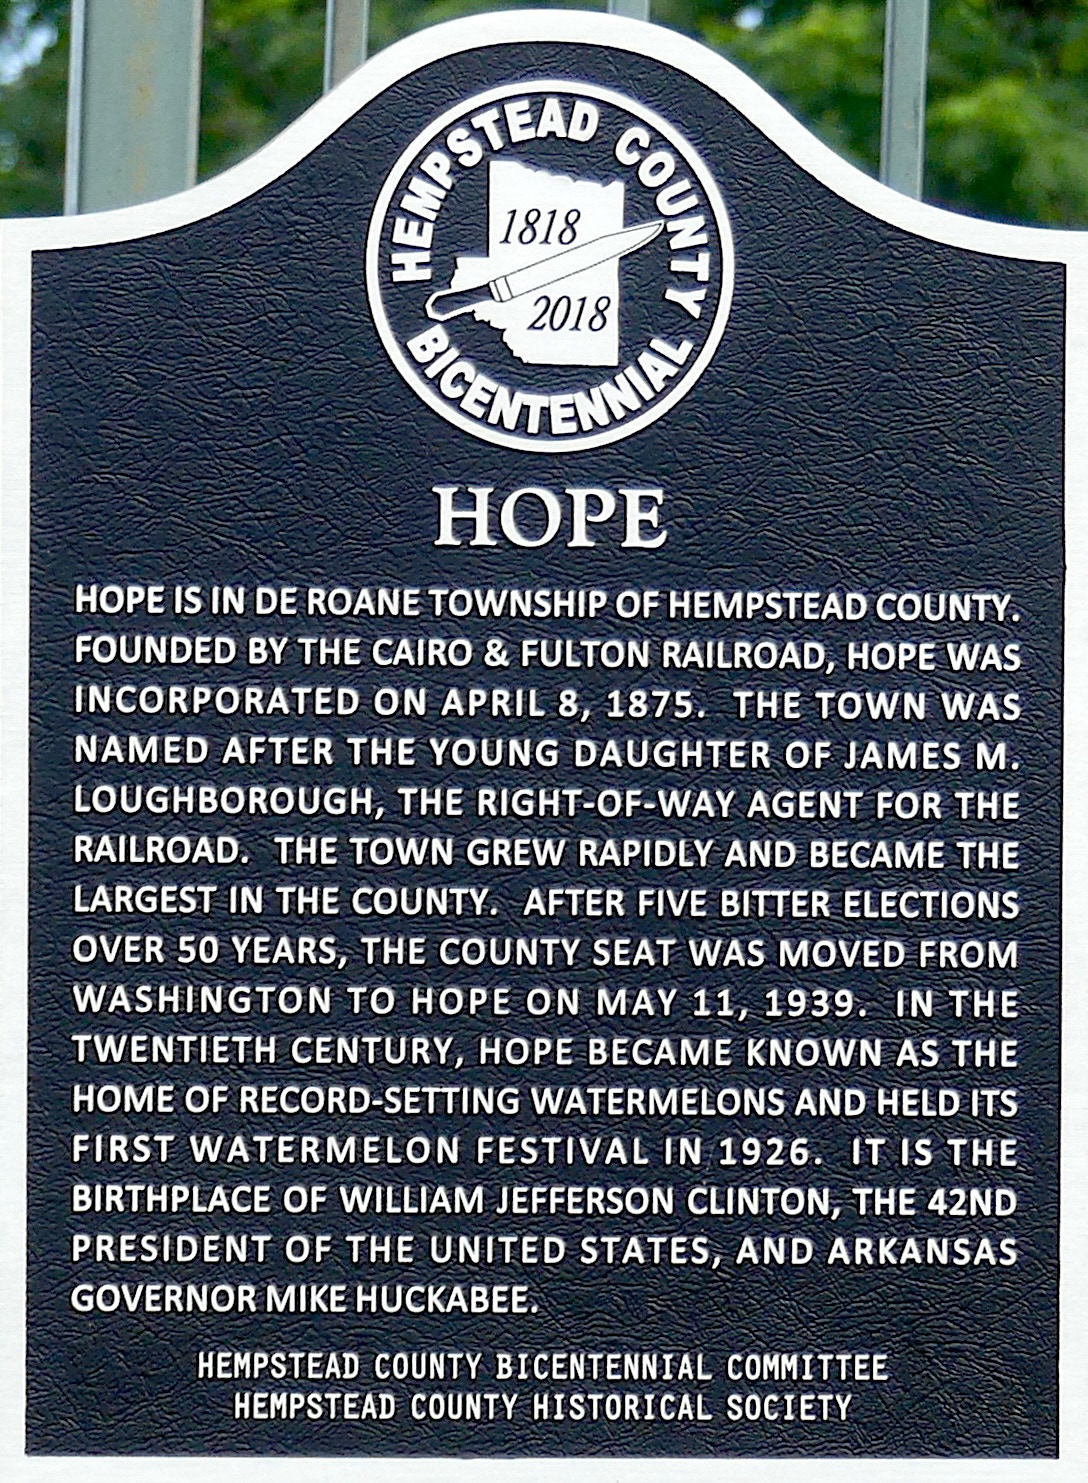 HEMPSTEAD COUNTY
1818
2018
BICENTENNIAL
HOPE
HOPE IS IN DE ROANE TOWNSHIP OF HEMPSTEAD COUNTY.
FOUNDED BY THE CAIRO & FULTON RAILROAD, HOPE WAS
INCORPORATED ON APRIL 8, 1875. THE TOWN WAS
NAMED AFTER THE YOUNG DAUGHTER OF JAMES M.
LOUGHBOROUGH, THE RIGHT-OF-WAY AGENT FOR THE
RAILROAD. THE TOWN GREW RAPIDLY AND BECAME THE
LARGEST IN THE COUNTY. AFTER FIVE BITTER ELECTIONS
OVER 50 YEARS, THE COUNTY SEAT WAS MOVED FROM
WASHINGTON TO HOPE ON MAY 11, 1939. IN THE
TWENTIETH CENTURY, HOPE BECAME KNOWN AS THE
HOME OF RECORD-SETTING WATERMELONS AND HELD ITS
FIRST WATERMELON FESTIVAL IN 1926. IT IS THE
BIRTHPLACE OF WILLIAM JEFFERSON CLINTON, THE 42ND
PRESIDENT OF THE UNITED STATES, AND ARKANSAS
GOVERNOR MIKE HUCKABEE.
HEMPSTEAD COUNTY BICENTENNIAL COMMITTEE
HEMPSTEAD COUNTY HISTORICAL SOCIETY